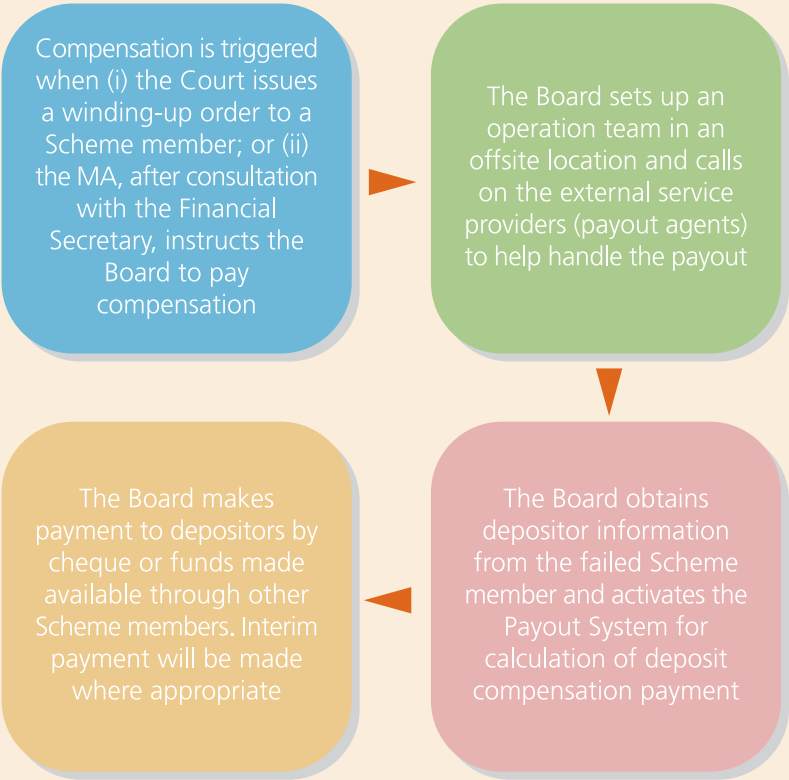 Compensation is triggered
when (i) the Court issues
a winding-up order to a
Scheme member; or (ii)
the MA, after consultation
with the Financial
Secretary, instructs the
Board to pay
compensation
The Board sets up an
operation team in an
offsite location and calls
on the external service
providers (payout agents)
to help handle the payout
The Board obtains
depositor information
from the failed Scheme
member and activates the
Payout System for
calculation of deposit
compensation payment
The Board makes
payment to depositors by
cheque or funds made
available through other
Scheme members. Interim
payment will be made
where appropriate